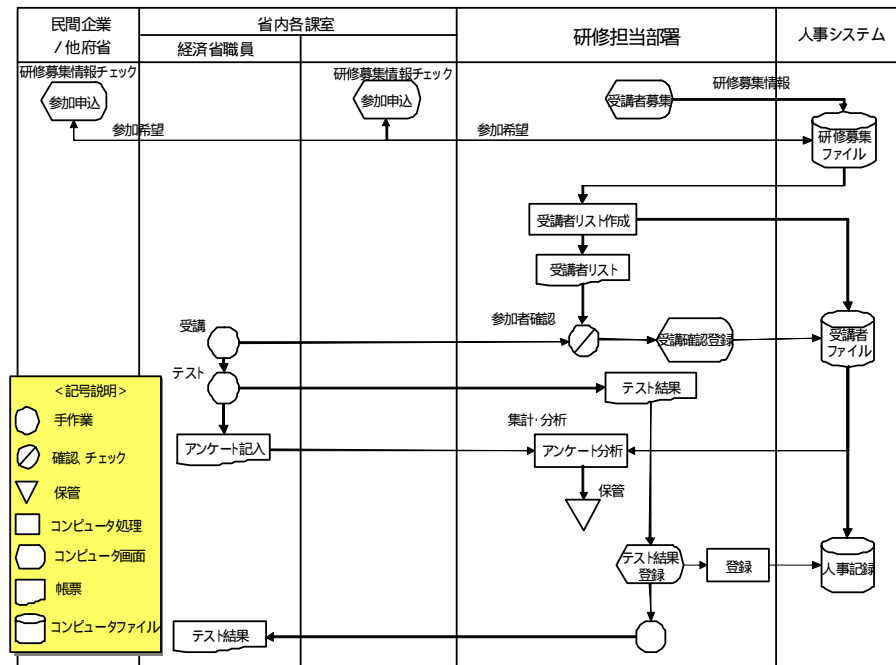 民間企業
/他府省
省内各課室
経済省職員
研修担当部署
人事システム
研修募集情報チェック
参加申込
研修募集情報チェック
参加申込
受講者募集
研修募集情報
参加希望
参加希望
研修募集
ファイル
受講者リスト作成
受講者リスト
受講
参加者確認
受講確認登録
受講者
ファイル
テスト
テスト結果
アンケート記入
集計・分析
アンケート分析
保管
テスト結果
登録
登録
人事記録
テスト結果
<記号説明>
手作業
確認、チェック
保管
コンピュータ処理
コンピュータ画面
帳票
コンピュータファイル